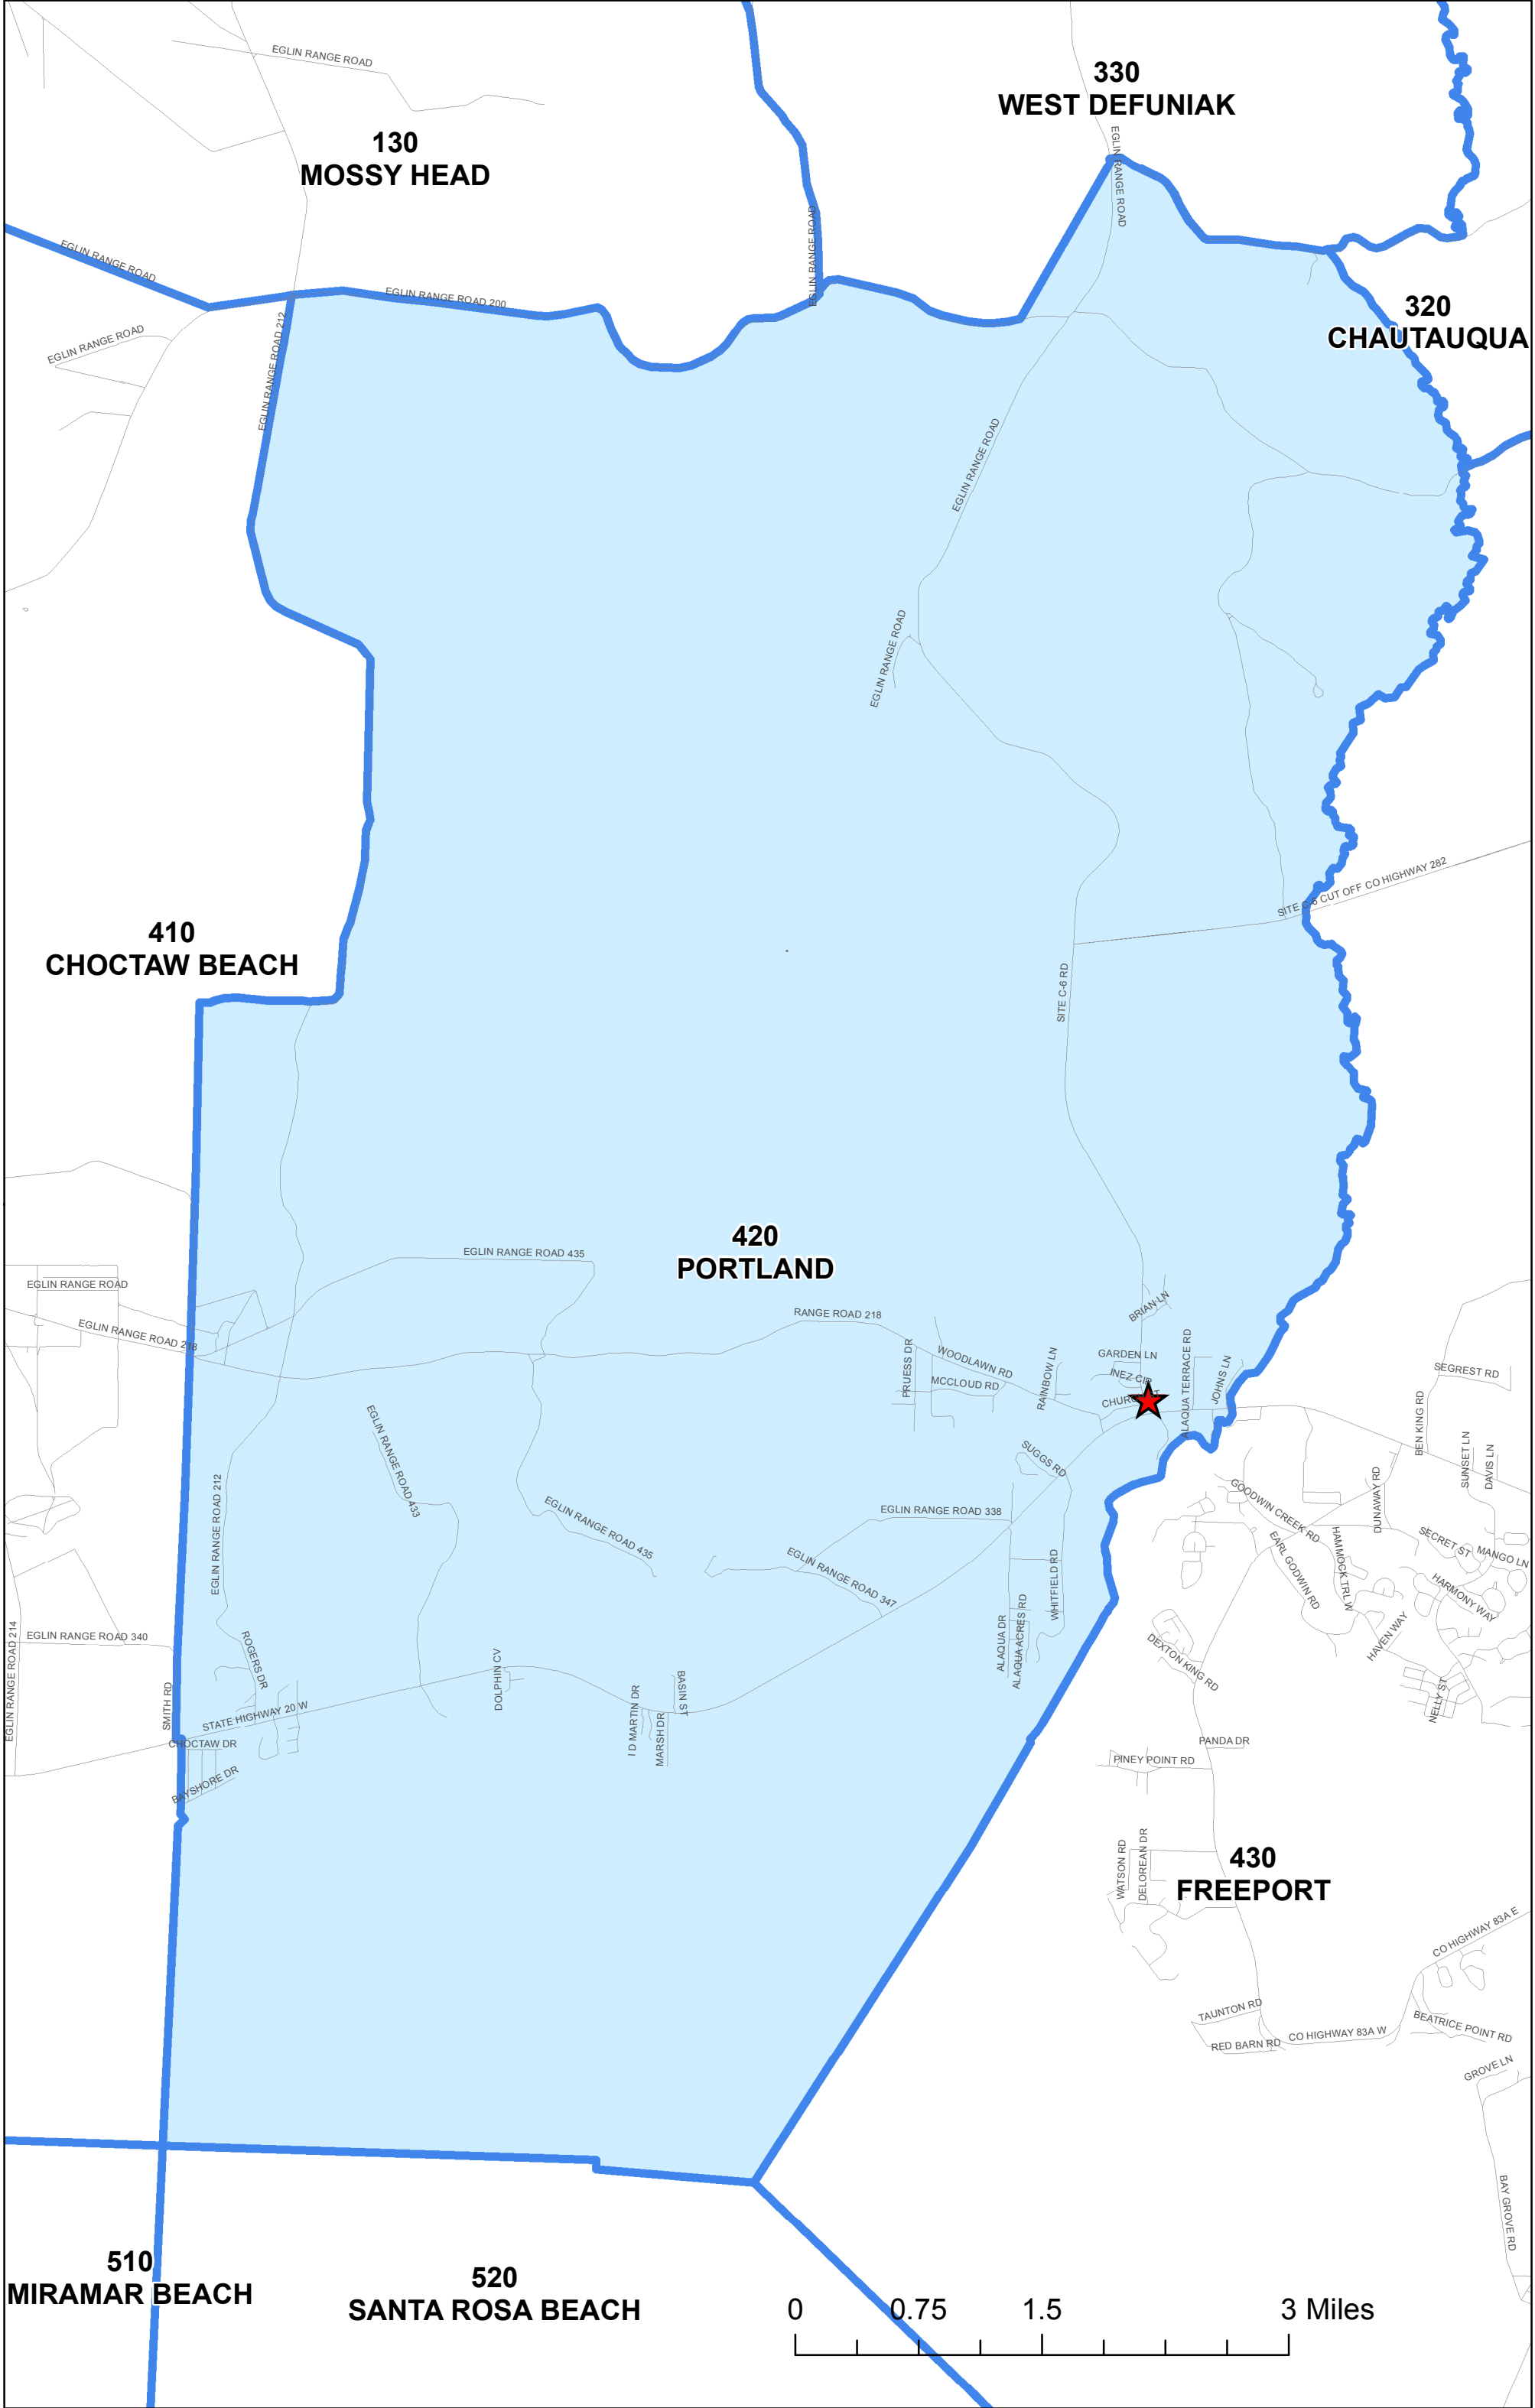 EGLIN RANGE ROAD
330
WEST DEFUNIAK
130
MOSSY HEAD
EGLIN RANGE ROAD
EGLIN RANGE ROAD
EGLIN RANGE ROAD
EGLIN RANGE ROAD 200
320
CHAUTAUQUA
EGLIN RANGE ROAD
EGLIN RANGE ROAD 212
EGLIN RANGE ROAD
EGLIN RANGE ROAD
SITE C-6 CUT OFF CO HIGHWAY 282
410
CHOCTAW BEACH
SITE C-6 RD
420
PORTLAND
EGLIN RANGE ROAD 435
EGLIN RANGE ROAD
RANGE ROAD 218
BRIAN LN
EGLIN RANGE ROAD 218
GARDEN LN
WOODLAWN RD
PRUESS DR
MCCLOUD RD
RAINBOW LN
INEZ CIR
ALAQUA TERRACE RD
JOHNS LN
SEGREST RD
BEN KING RD
EGLIN RANGE ROAD 433
SUGGS RD
SUNSET LN
DAVIS LN
EGLIN RANGE ROAD 212
EGLIN RANGE ROAD 435
EGLIN RANGE ROAD 338
GOODWIN CREEK RD
DUNAWAY RD
EARL GODWIN RD
HAMMOCK TRL W
SECRET ST
MANGO LN
EGLIN RANGE ROAD 347
WHITFIELD RD
HARMONY WAY
EGLIN RANGE ROAD 214
EGLIN RANGE ROAD 340
ROGERS DR
ALAQUA DR
ALAQUA ACRES RD
HAVEN WAY
DEXTON KING RD
SMITH RD
DOLPHIN CV
I D MARTIN DR
BASIN ST
NELLY ST
STATE HIGHWAY 20 W
MARSH DR
CHOCTAW DR
PANDA DR
PINEY POINT RD
BAYSHORE DR
WATSON RD
DELOREAN DR
430
FREEPORT
CO HIGHWAY 83A E
TAUNTON RD
RED BARN RD
CO HIGHWAY 83A W
BEATRICE POINT RD
GROVE LN
BAY GROVE RD
510
MIRAMAR BEACH
520
SANTA ROSA BEACH
0 0.75 1.5 3 Miles